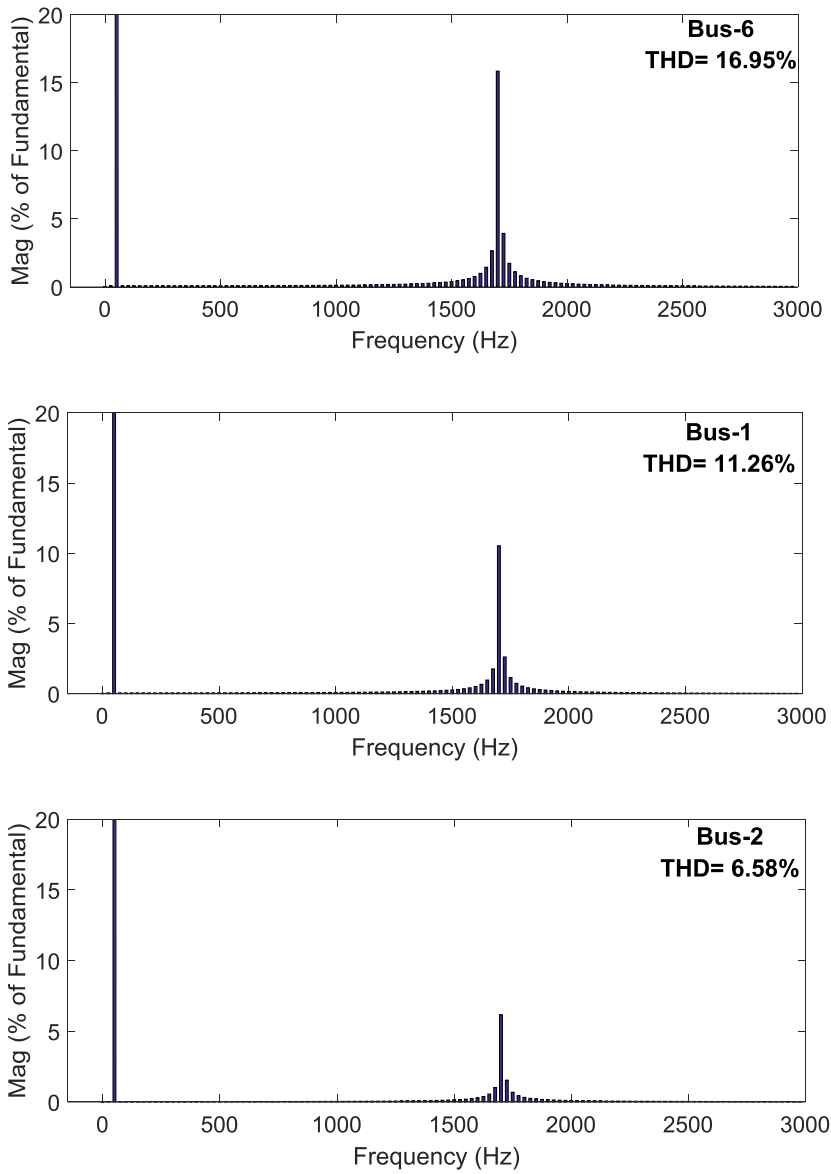 Bus-6
THD= 16.95%
Mag (% of Fundamental)
20
15
10
5
0
0 500 1000 1500 2000 2500 3000
Frequency (Hz)
Bus-1
THD= 11.26%
Mag (% of Fundamental)
20
15
10
5
0
0 500 1000 1500 2000 2500 3000
Frequency (Hz)
Bus-2
THD= 6.58%
Mag (% of Fundamental)
20
15
10
5
0
0 500 1000 1500 2000 2500 3000
Frequency (Hz)